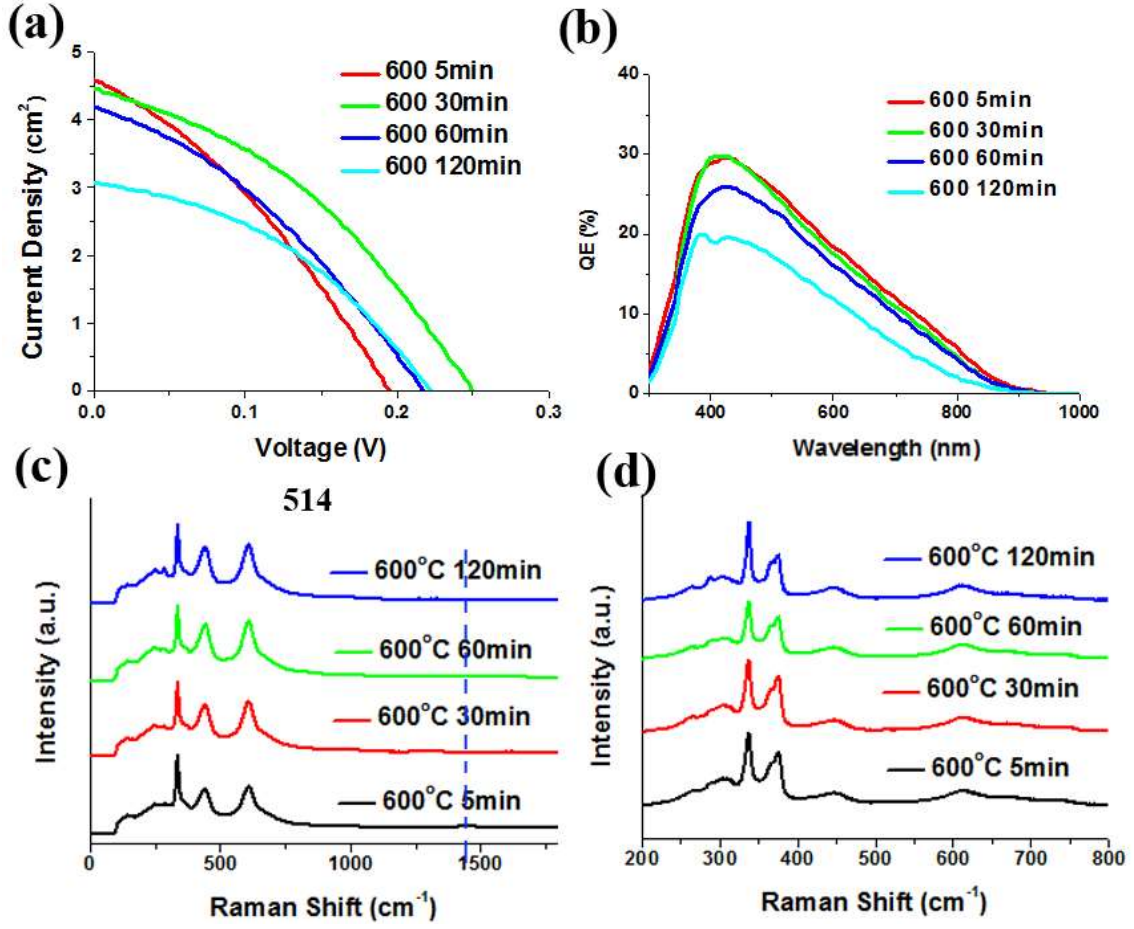 (a)
Current Density (cm²)
5
4
3
2
1
0
0.0
0.1
0.2
0.3
Voltage (V)
600 5min
600 30min
600 60min
600 120min
(b)
QE (%)
40
30
20
10
0
400
600
800
1000
Wavelength (nm)
600 5min
600 30min
600 60min
600 120min
(c)
514
Intensity (a.u.)
600°C 120min
600°C 60min
600°C 30min
600°C 5min
0
500
1000
1500
Raman Shift (cm⁻¹)
(d)
Intensity (a.u.)
600°C 120min
600°C 60min
600°C 30min
600°C 5min
200
300
400
500
600
700
800
Raman Shift (cm⁻¹)